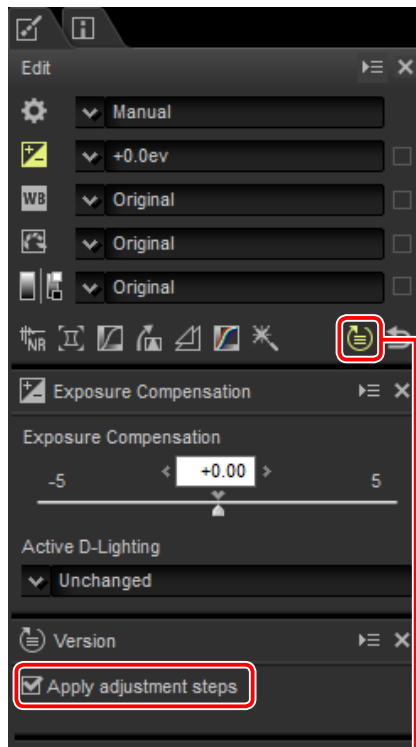 Edit
Manual
+0.0ev
WB Original
Original
Original
NR
Exposure Compensation
Exposure Compensation
-5 +0.00 5
Active D-Lighting
Unchanged
Version
Apply adjustment steps